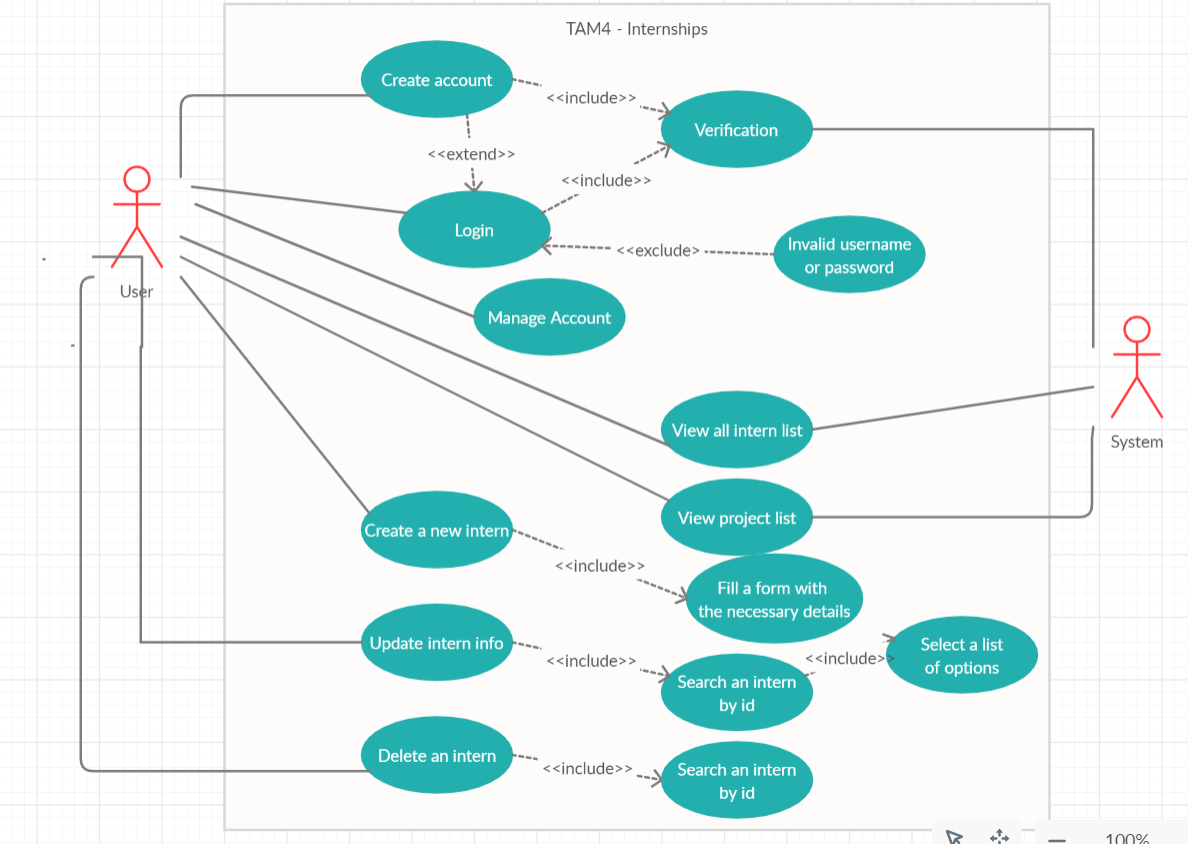 TAM4 - Internships
Create account
<<include>>
Verification
<<extend>>
<<include>>
Login
<<exclude>
Invalid username
or password
User
Manage Account
View all intern list
System
View project list
Create a new intern
<<include>>
Fill a form with
the necessary details
Update intern info
<<include>>
Search an intern
by id
<<include>>
Select a list
of options
Delete an intern
<<include>>
Search an intern
by id
100%